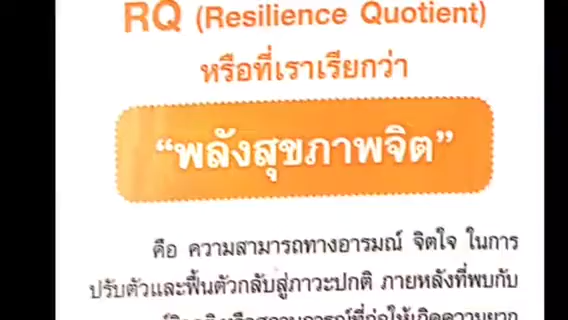 RQ (Resilience Quotient)
หรือที่เราเรียกว่า
“พลังสุขภาพจิต”
คือ ความสามารถทางอารมณ์ จิตใจ ในการ
ปรับตัวและฟื้นตัวกลับสู่ภาวะปกติ ภายหลังที่พบกับ